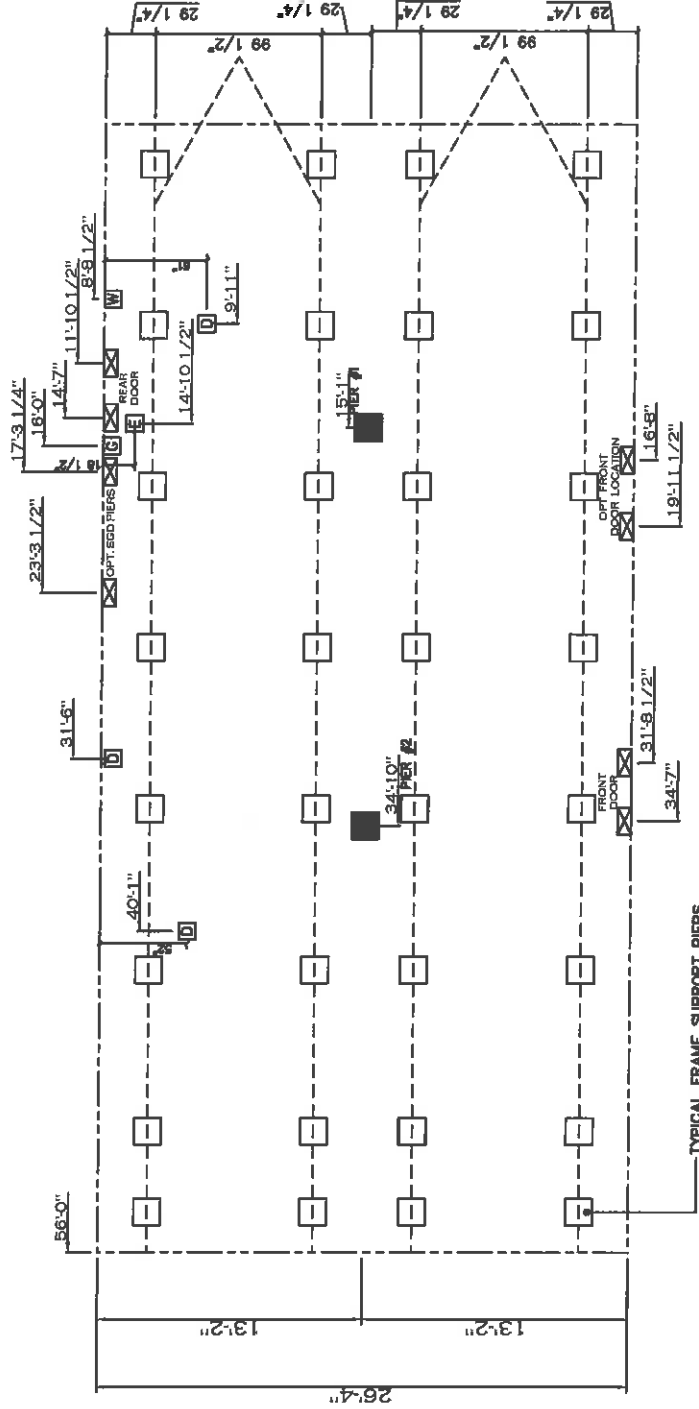 29 1/4"
29 1/4"
29 1/4"
29 1/4"
99 1/2"
99 1/2"
8'-8 1/2"
11'-10 1/2"
14'-7"
16'-0"
17'-3 1/4"
23'-3 1/2"
31'-6"
40'-1"
56'-0"
W
REAR
DOOR
E
G
18 1/2"
OPT. SGD PIERS
61"
D
9'-11"
14'-10 1/2"
15'-1"
PIER #1
D
D
34'-10"
PIER #2
OPT FRONT
DOOR LOCATION
16'-8"
19'-11 1/2"
FRONT
DOOR
31'-8 1/2"
34'-7"
13'-2"
13'-2"
26'-4"
TYPICAL FRAME SUPPORT PIERS